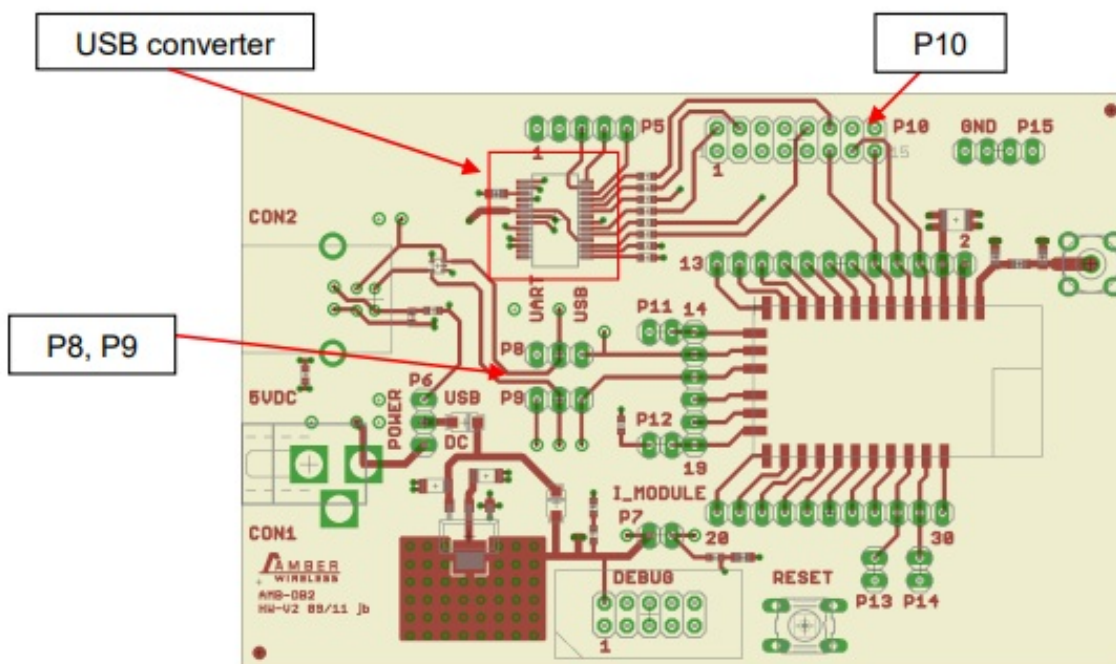 USB converter
P10
P5
1
P10
1
15
GND P15
CON2
2
13
UART
USB
P11
14
P8, P9
P8
P6
USB
P9
5VDC
POWER
DC
P12
19
I_MODULE
P7
20
30
CON1
AMBER
WIRELESS
AMB-DB2
HW-V2 09/11 jb
DEBUG
1
RESET
P13
P14